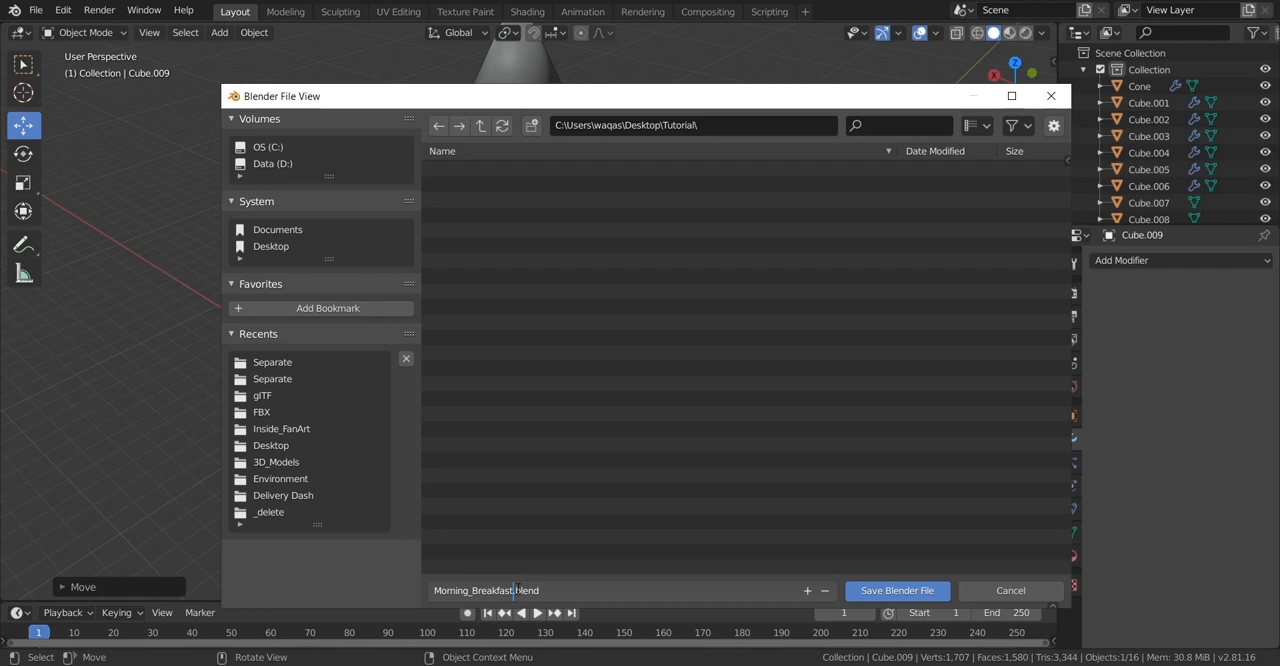 File Edit Render Window Help Layout Modeling Sculpting UV Editing Texture Paint Shading Animation Rendering Compositing Scripting + Scene View Layer
Object Mode View Select Add Object Global
User Perspective
(1) Collection | Cube.009
Scene Collection
Collection
Cone
Cube.001
Cube.002
Cube.003
Cube.004
Cube.005
Cube.006
Cube.007
Cube.008
Cube.009
Add Modifier
Z
X
Blender File View
Volumes
OS (C:)
Data (D:)
System
Documents
Desktop
Favorites
+ Add Bookmark
Recents
Separate
Separate
glTF
FBX
Inside_FanArt
Desktop
3D_Models
Environment
Delivery Dash
_delete
C:\Users\waqas\Desktop\Tutorial\
Name Date Modified Size
Morning_Breakfast.blend + − Save Blender File Cancel
Move
Playback Keying View Marker 1 Start 1 End 250
1 10 20 30 40 50 60 70 80 90 100 110 120 130 140 150 160 170 180 190 200 210 220 230 240 250
Select Move Rotate View Object Context Menu Collection | Cube.009 | Verts:1,707 | Faces:1,580 | Tris:3,344 | Objects:1/16 | Mem: 30.8 MiB | v2.81.16